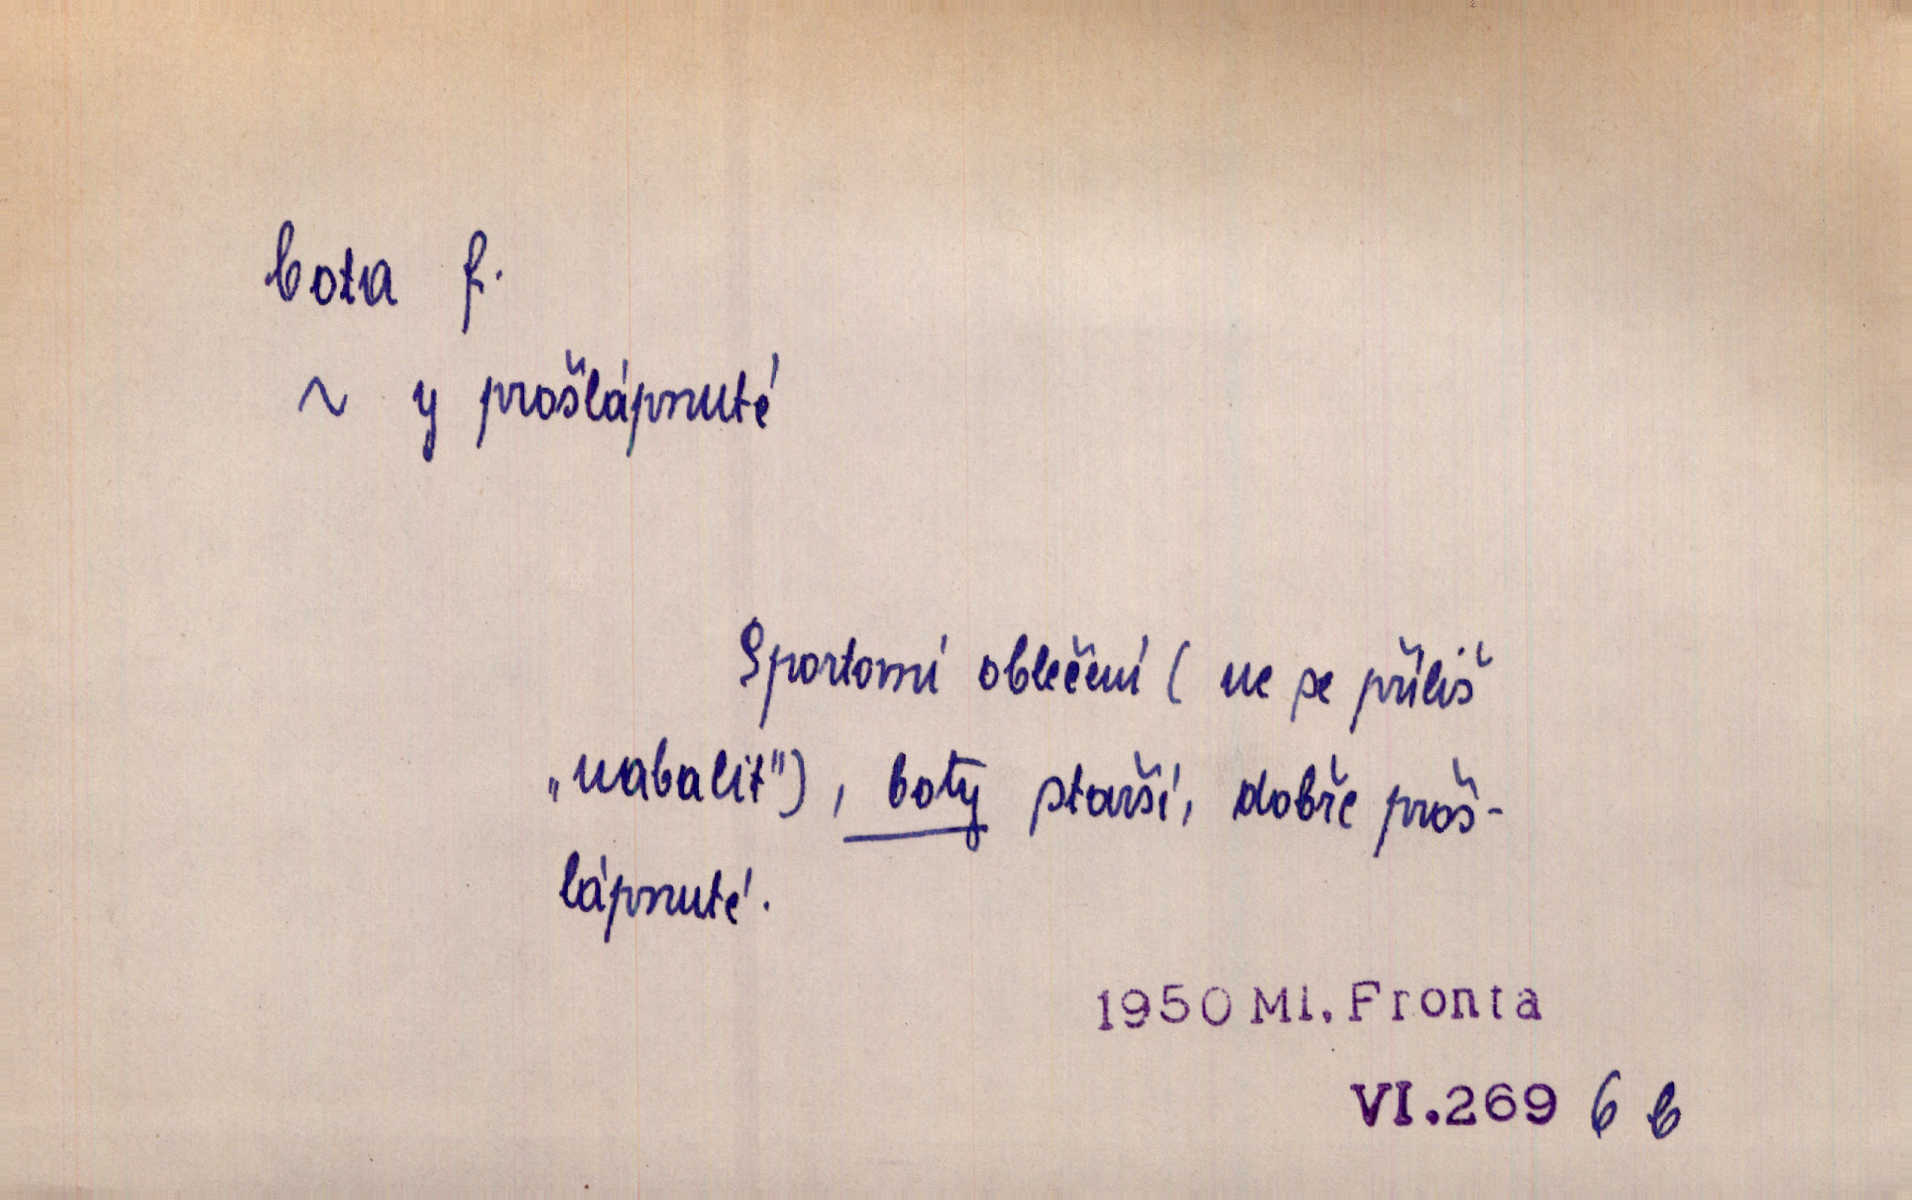 bota f.
~ y prošlápnuté
Sportovní oblečení ( ne se příliš
„nabalit"), boty starší, dobře proš-
lápnuté.
1950 Ml. Fronta
VI.269 6 b